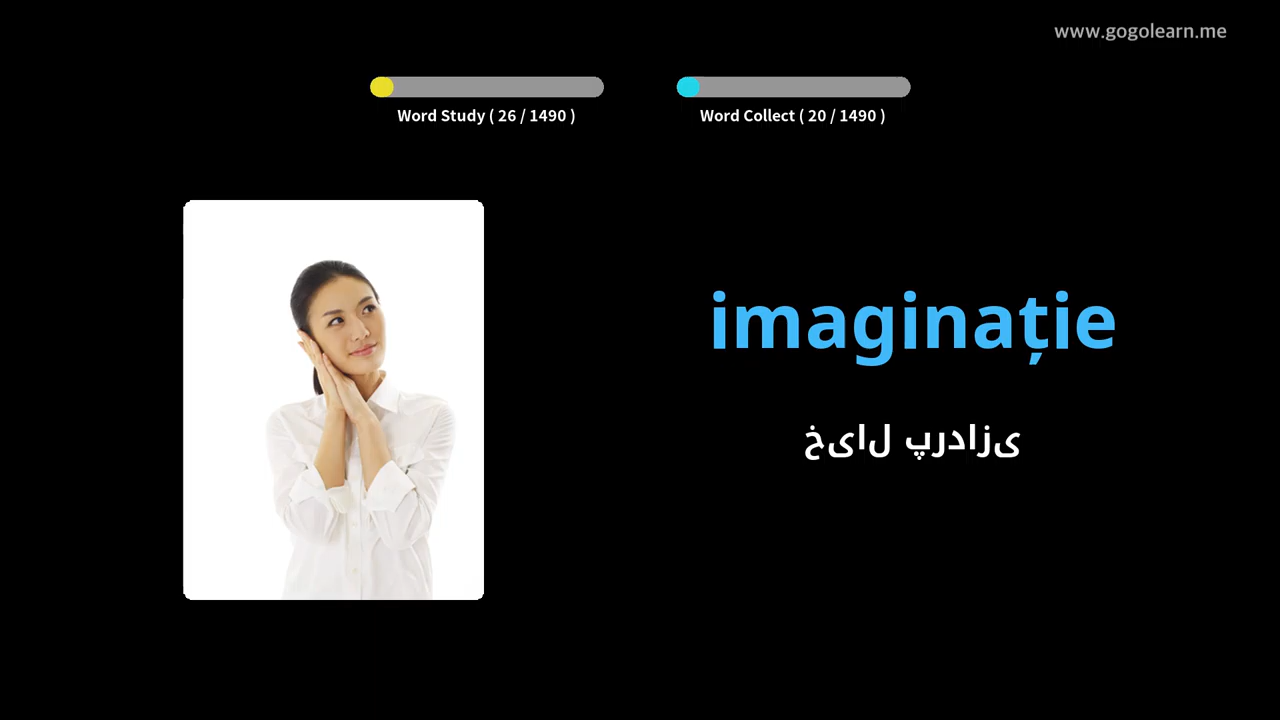 www.gogolearn.me
Word Study ( 26 / 1490 )
Word Collect ( 20 / 1490 )
imaginație
خیال پردازی